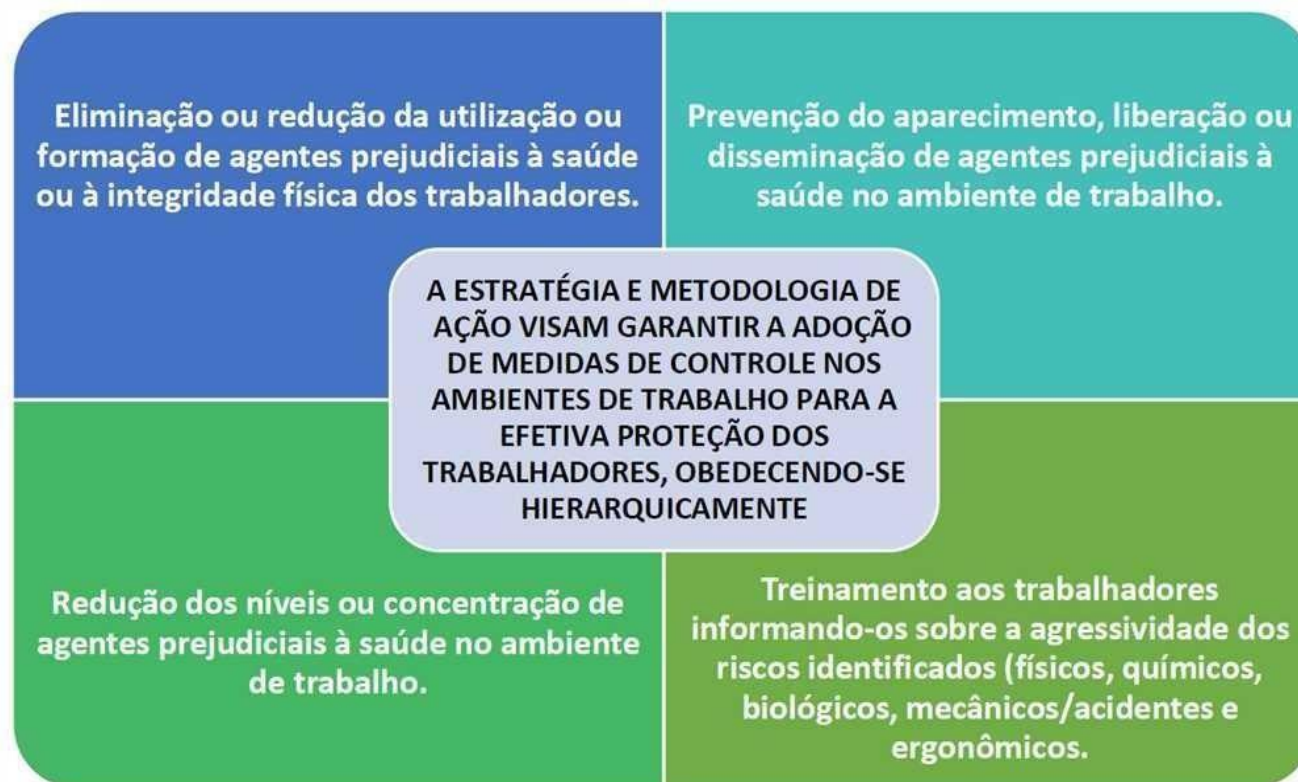 Eliminação ou redução da utilização ou
formação de agentes prejudiciais à saúde
ou à integridade física dos trabalhadores.
Prevenção do aparecimento, liberação ou
disseminação de agentes prejudiciais à
saúde no ambiente de trabalho.
A ESTRATÉGIA E METODOLOGIA DE
AÇÃO VISAM GARANTIR A ADOÇÃO
DE MEDIDAS DE CONTROLE NOS
AMBIENTES DE TRABALHO PARA A
EFETIVA PROTEÇÃO DOS
TRABALHADORES, OBEDECENDO-SE
HIERARQUICAMENTE
Redução dos níveis ou concentração de
agentes prejudiciais à saúde no ambiente
de trabalho.
Treinamento aos trabalhadores
informando-os sobre a agressividade dos
riscos identificados (físicos, químicos,
biológicos, mecânicos/acidentes e
ergonômicos.